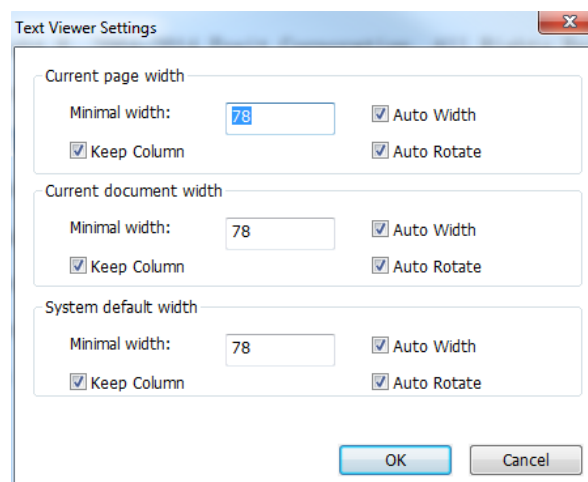 Text Viewer Settings
Current page width
Minimal width: 78 Auto Width
Keep Column Auto Rotate
Current document width
Minimal width: 78 Auto Width
Keep Column Auto Rotate
System default width
Minimal width: 78 Auto Width
Keep Column Auto Rotate
OK Cancel